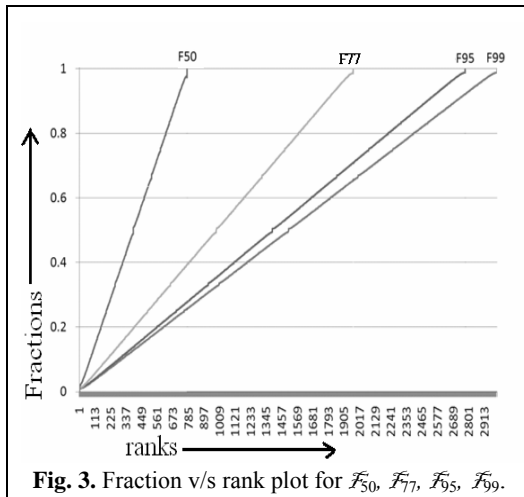 F50 F77 F95 F99
1
0.8
0.6
0.4
0.2
0
Fractions
1 113 225 337 449 561 673 785 897 1009 1121 1233 1345 1457 1569 1681 1793 1905 2017 2129 2241 2353 2465 2577 2689 2801 2913
ranks
Fig. 3. Fraction v/s rank plot for ℱ50, ℱ77, ℱ95, ℱ99.